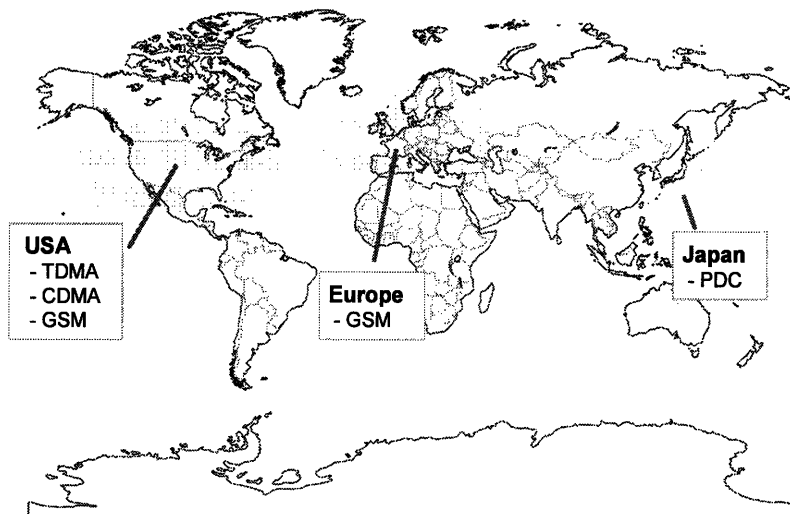 USA
- TDMA
- CDMA
- GSM
Europe
- GSM
Japan
- PDC